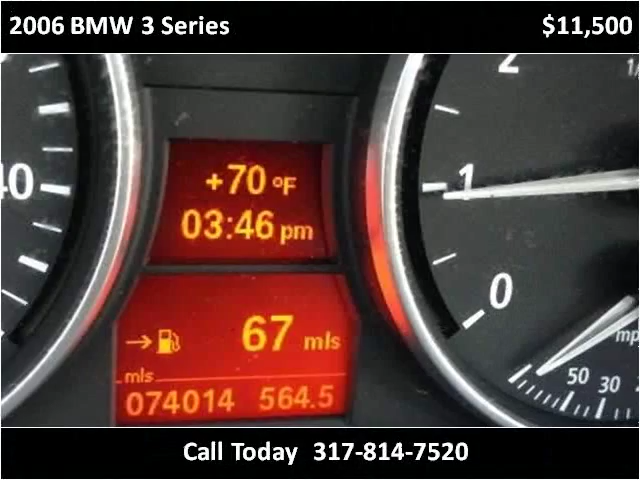 2006 BMW 3 Series $11,500
40
+70 °F
03:46 pm
→ 67 mls
mls
074014 564.5
2
1
0
50 30
Call Today 317-814-7520